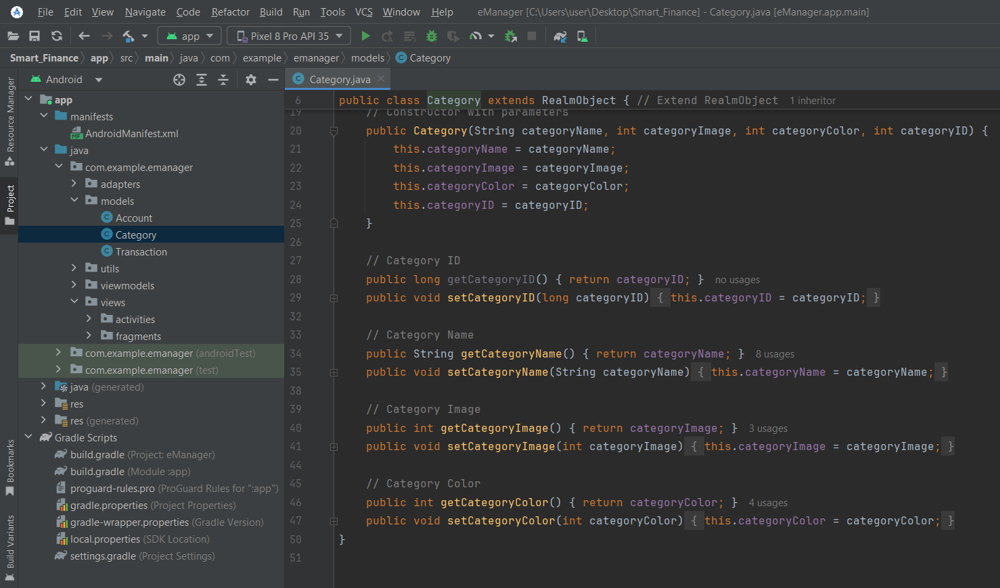 File Edit View Navigate Code Refactor Build Run Tools VCS Window Help eManager [C:\Users\user\Desktop\Smart_Finance] - Category.java [eManager.app.main]
app Pixel 8 Pro API 35
Smart_Finance app src main java com example emanager models Category
Android
Category.java
Resource Manager
Project
Bookmarks
Build Variants
app
manifests
AndroidManifest.xml
java
com.example.emanager
adapters
models
Account
Category
Transaction
utils
viewmodels
views
activities
fragments
com.example.emanager (androidTest)
com.example.emanager (test)
java (generated)
res
res (generated)
Gradle Scripts
build.gradle (Project: eManager)
build.gradle (Module :app)
proguard-rules.pro (ProGuard Rules for ":app")
gradle.properties (Project Properties)
gradle-wrapper.properties (Gradle Version)
local.properties (SDK Location)
settings.gradle (Project Settings)
6 public class Category extends RealmObject { // Extend RealmObject 1 inheritor
19 // Constructor with parameters
20 public Category(String categoryName, int categoryImage, int categoryColor, int categoryID) {
21 this.categoryName = categoryName;
22 this.categoryImage = categoryImage;
23 this.categoryColor = categoryColor;
24 this.categoryID = categoryID;
25 }
26
27 // Category ID
28 public long getCategoryID() { return categoryID; } no usages
29 public void setCategoryID(long categoryID) { this.categoryID = categoryID; }
32
33 // Category Name
34 public String getCategoryName() { return categoryName; } 8 usages
35 public void setCategoryName(String categoryName) { this.categoryName = categoryName; }
38
39 // Category Image
40 public int getCategoryImage() { return categoryImage; } 3 usages
41 public void setCategoryImage(int categoryImage) { this.categoryImage = categoryImage; }
44
45 // Category Color
46 public int getCategoryColor() { return categoryColor; } 4 usages
47 public void setCategoryColor(int categoryColor) { this.categoryColor = categoryColor; }
50 }
51